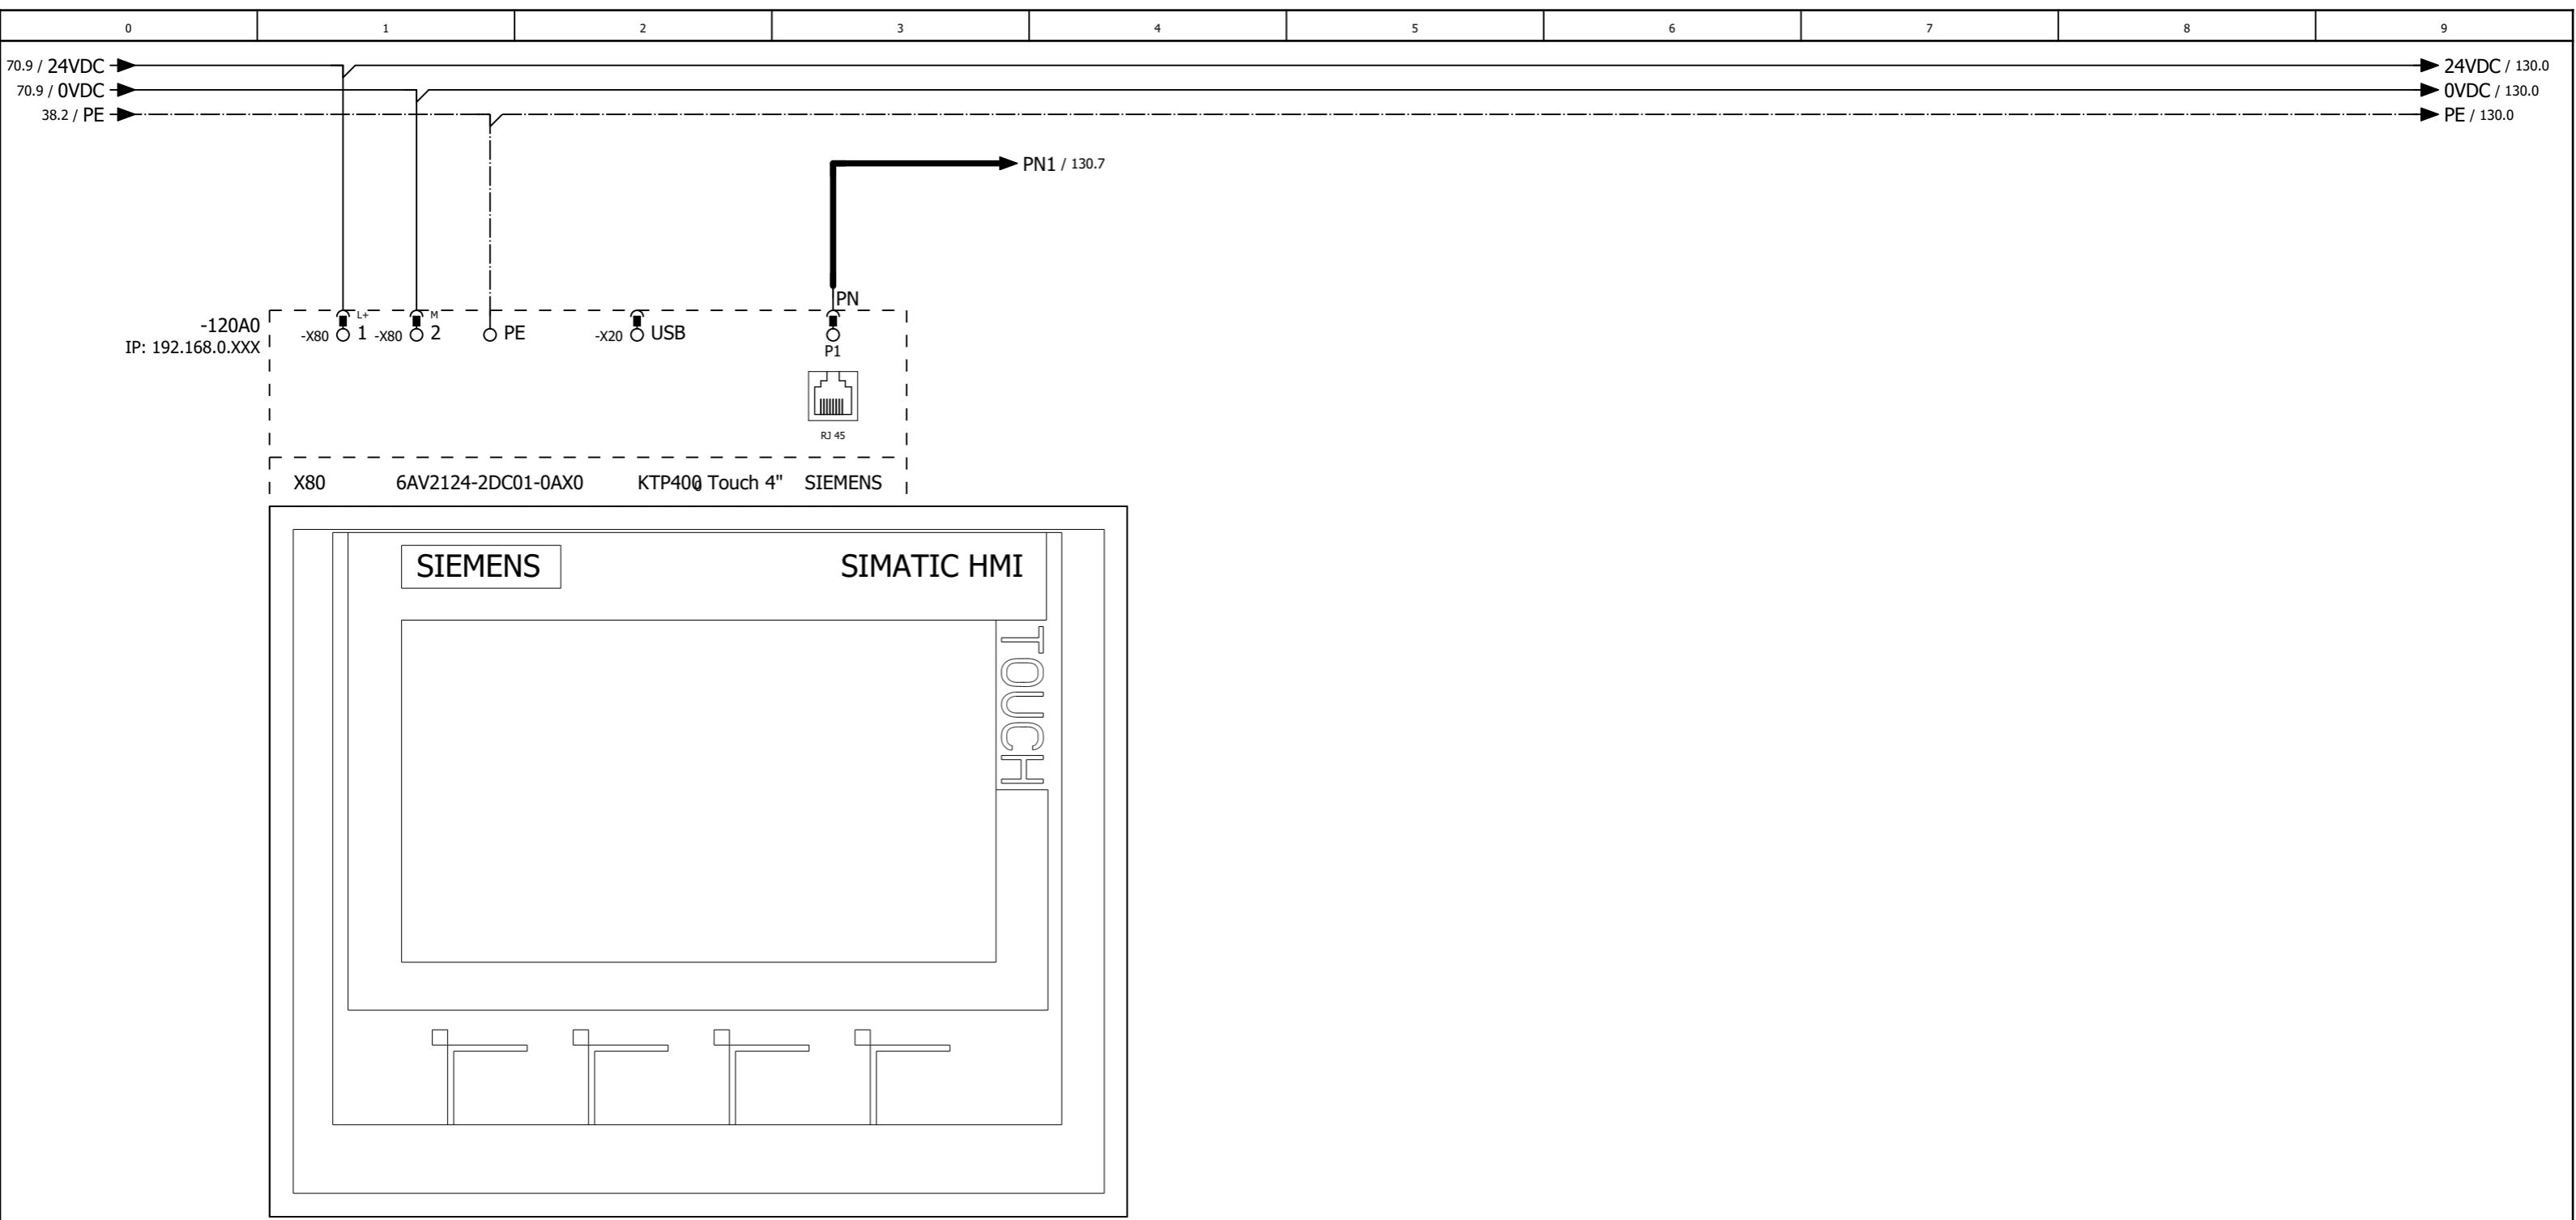 0 1 2 3 4 5 6 7 8 9
70.9 / 24VDC 24VDC / 130.0
70.9 / 0VDC 0VDC / 130.0
38.2 / PE PE / 130.0
PN1 / 130.7
PN
-120A0
IP: 192.168.0.XXX
L+ M
-X80 1 -X80 2 PE -X20 USB
P1
RJ 45
X80 6AV2124-2DC01-0AX0 KTP400 Touch 4" SIEMENS
SIEMENS SIMATIC HMI
TOUCH